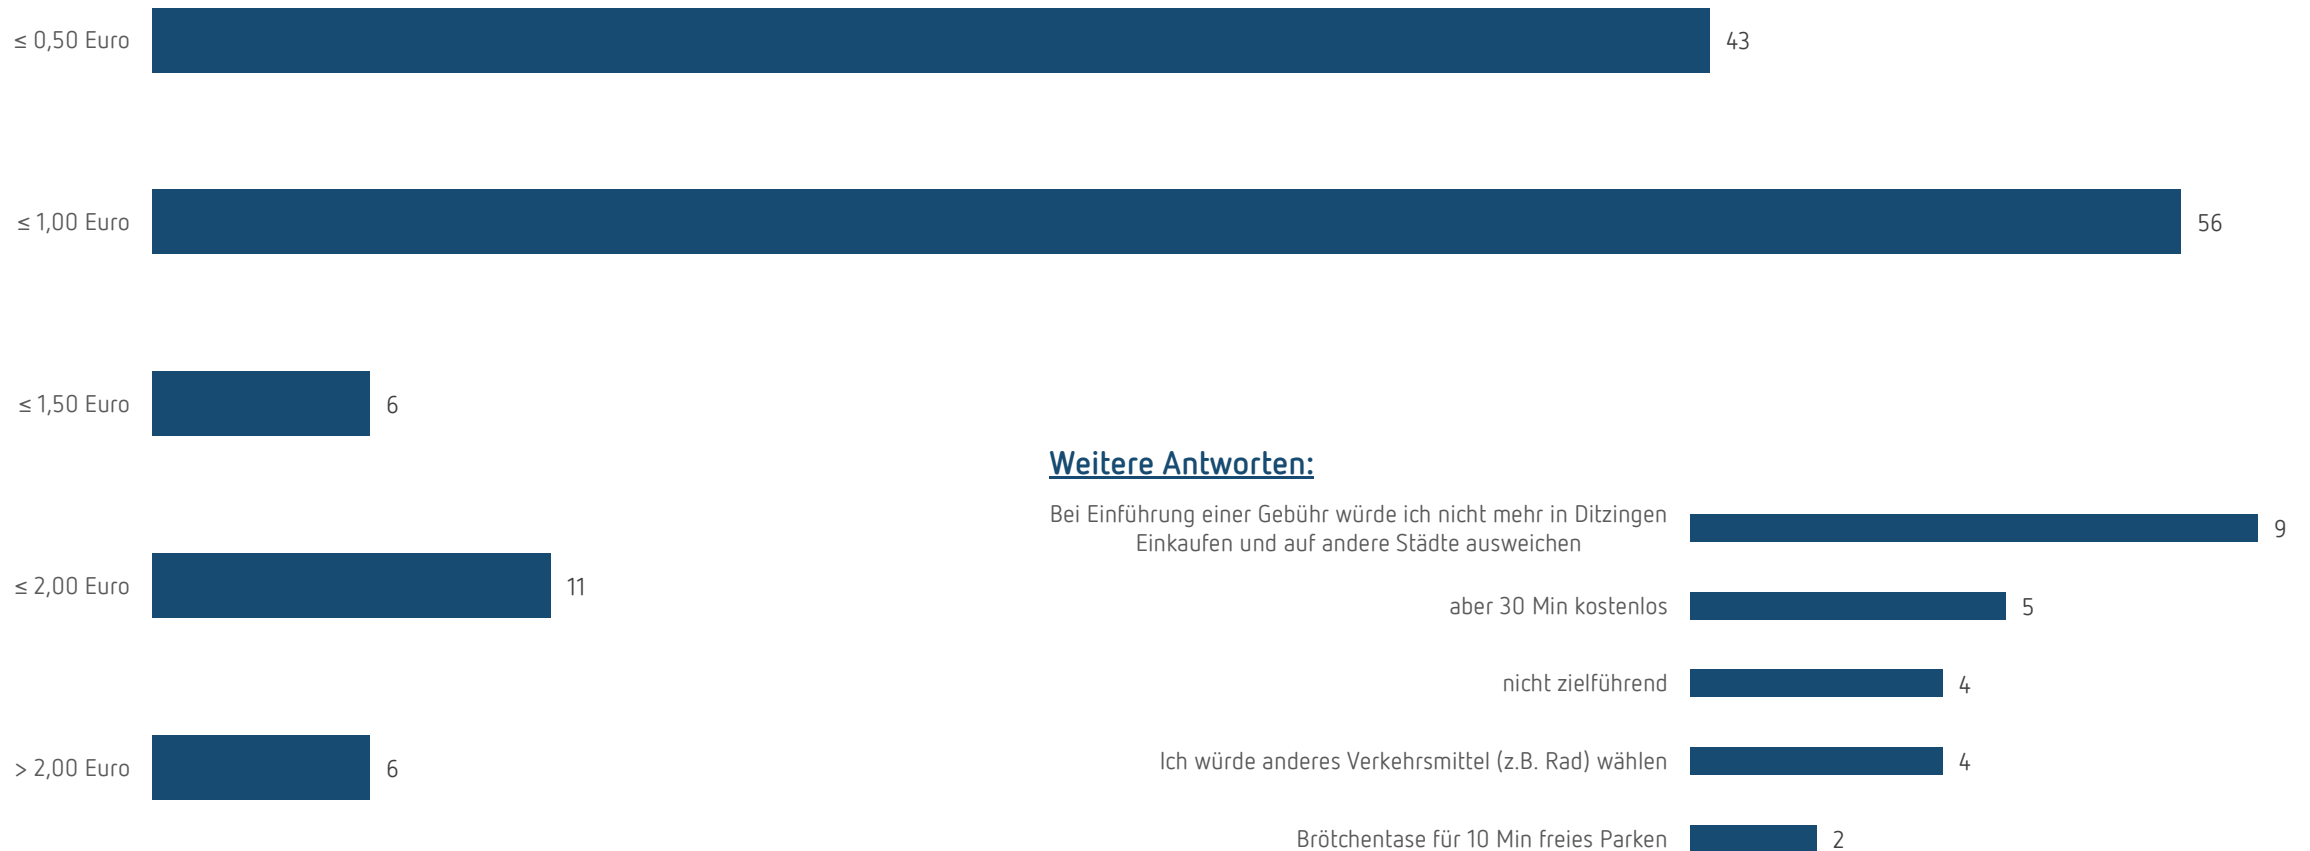 ≤ 0,50 Euro
43
≤ 1,00 Euro
56
≤ 1,50 Euro
6
≤ 2,00 Euro
11
> 2,00 Euro
6
Weitere Antworten:
Bei Einführung einer Gebühr würde ich nicht mehr in Ditzingen
Einkaufen und auf andere Städte ausweichen
9
aber 30 Min kostenlos
5
nicht zielführend
4
Ich würde anderes Verkehrsmittel (z.B. Rad) wählen
4
Brötchentase für 10 Min freies Parken
2